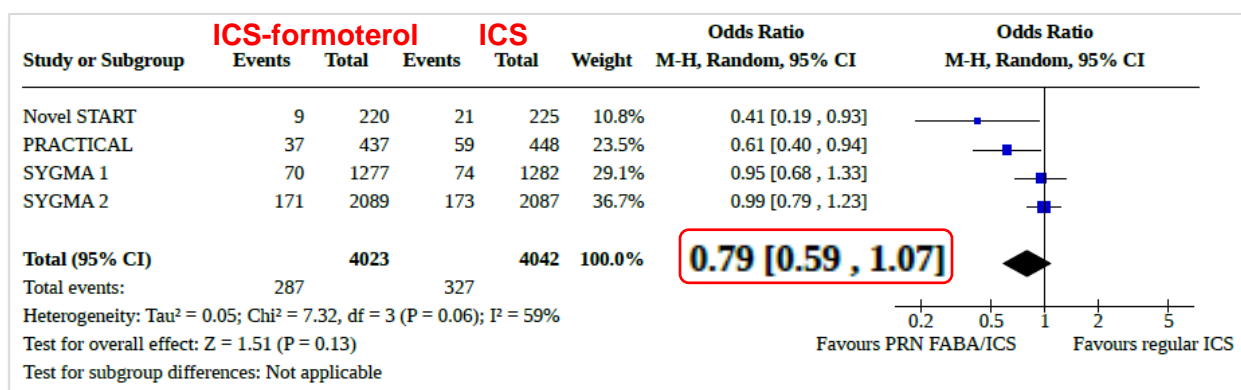 ICS-formoterol ICS Odds Ratio Odds Ratio
Study or Subgroup Events Total Events Total Weight M-H, Random, 95% CI M-H, Random, 95% CI
Novel START 9 220 21 225 10.8% 0.41 [0.19 , 0.93]
PRACTICAL 37 437 59 448 23.5% 0.61 [0.40 , 0.94]
SYGMA 1 70 1277 74 1282 29.1% 0.95 [0.68 , 1.33]
SYGMA 2 171 2089 173 2087 36.7% 0.99 [0.79 , 1.23]
Total (95% CI) 4023 4042 100.0% 0.79 [0.59 , 1.07]
Total events: 287 327
Heterogeneity: Tau² = 0.05; Chi² = 7.32, df = 3 (P = 0.06); I² = 59%
0.2 0.5 1 2 5
Test for overall effect: Z = 1.51 (P = 0.13) Favours PRN FABA/ICS Favours regular ICS
Test for subgroup differences: Not applicable